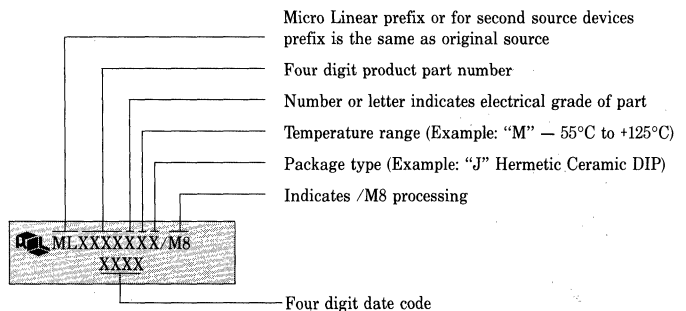 Micro Linear prefix or for second source devices
prefix is the same as original source
Four digit product part number
Number or letter indicates electrical grade of part
Temperature range (Example: “M” — 55°C to +125°C)
Package type (Example: “J” Hermetic Ceramic DIP)
Indicates /M8 processing
MLXXXXXXX/M8
XXXX
Four digit date code